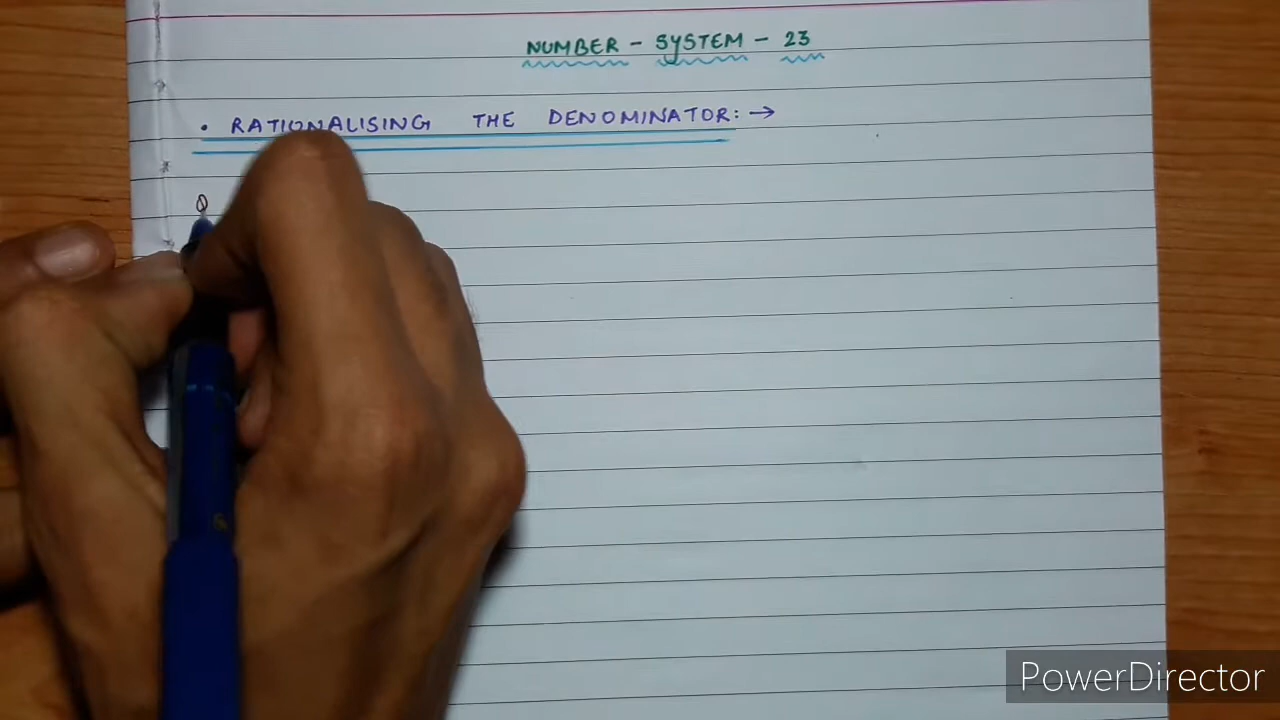 NUMBER - SYSTEM - 23
• RATIONALISING THE DENOMINATOR: →
Q
PowerDirector